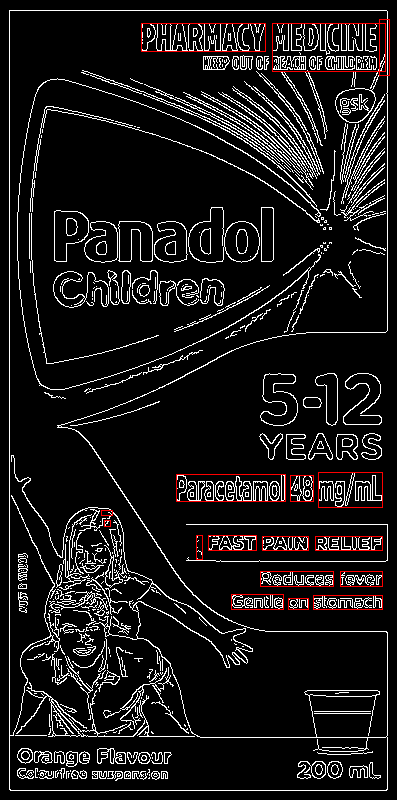 PHARMACY MEDICINE
KEEP OUT OF REACH OF CHILDREN
gsk
Panadol
Children
5-12
YEARS
Paracetamol 48 mg/mL
FAST PAIN RELIEF
Reduces fever
Gentle on stomach
Orange Flavour
Colourfree suspension
200 mL